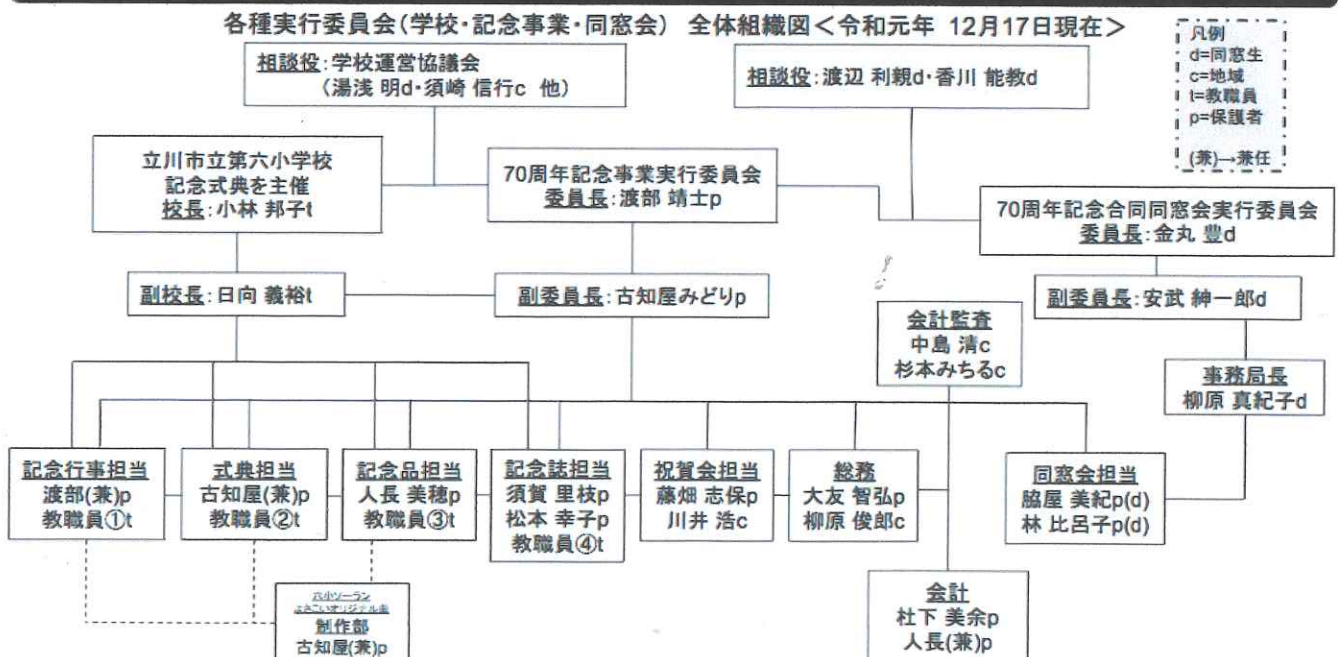 各種実行委員会(学校・記念事業・同窓会) 全体組織図<令和元年 12月17日現在>
凡例
d=同窓生
c=地域
t=教職員
p=保護者
(兼)→兼任
相談役:学校運営協議会
(湯浅 明d・須崎 信行c 他)
相談役:渡辺 利親d・香川 能教d
立川市立第六小学校
記念式典を主催
校長:小林 邦子t
70周年記念事業実行委員会
委員長:渡部 靖士p
70周年記念合同同窓会実行委員会
委員長:金丸 豊d
副校長:日向 義裕t
副委員長:古知屋みどりp
副委員長:安武 紳一郎d
会計監査
中島 清c
杉本みちるc
事務局長
柳原 真紀子d
記念行事担当
渡部(兼)p
教職員①t
式典担当
古知屋(兼)p
教職員②t
記念品担当
人長 美穂p
教職員③t
記念誌担当
須賀 里枝p
松本 幸子p
教職員④t
祝賀会担当
藤畑 志保p
川井 浩c
総務
大友 智弘p
柳原 俊郎c
同窓会担当
脇屋 美紀p(d)
林 比呂子p(d)
六小ソーラン
よさこいオリジナル曲
制作部
古知屋(兼)p
会計
杜下 美余p
人長(兼)p